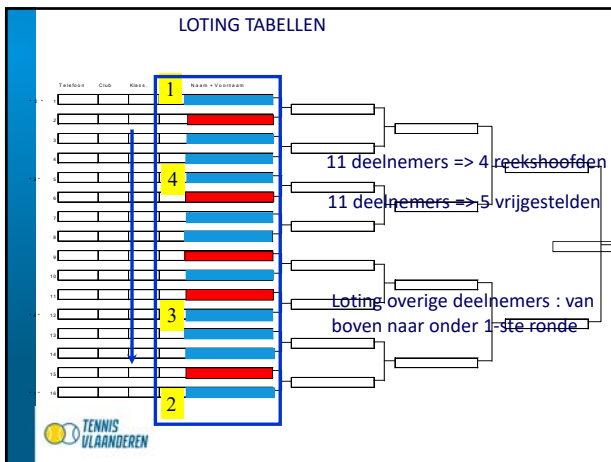 LOTING TABELLEN
Telefoon Club Klass. Naam + Voornaam
1
1
2
3
4
11 deelnemers => 4 reekshoofden
4
5
6
11 deelnemers => 5 vrijgestelden
7
8
9
10
11
Loting overige deelnemers : van
boven naar onder 1-ste ronde
3
12
13
14
15
2
16
TENNIS
VLAANDEREN